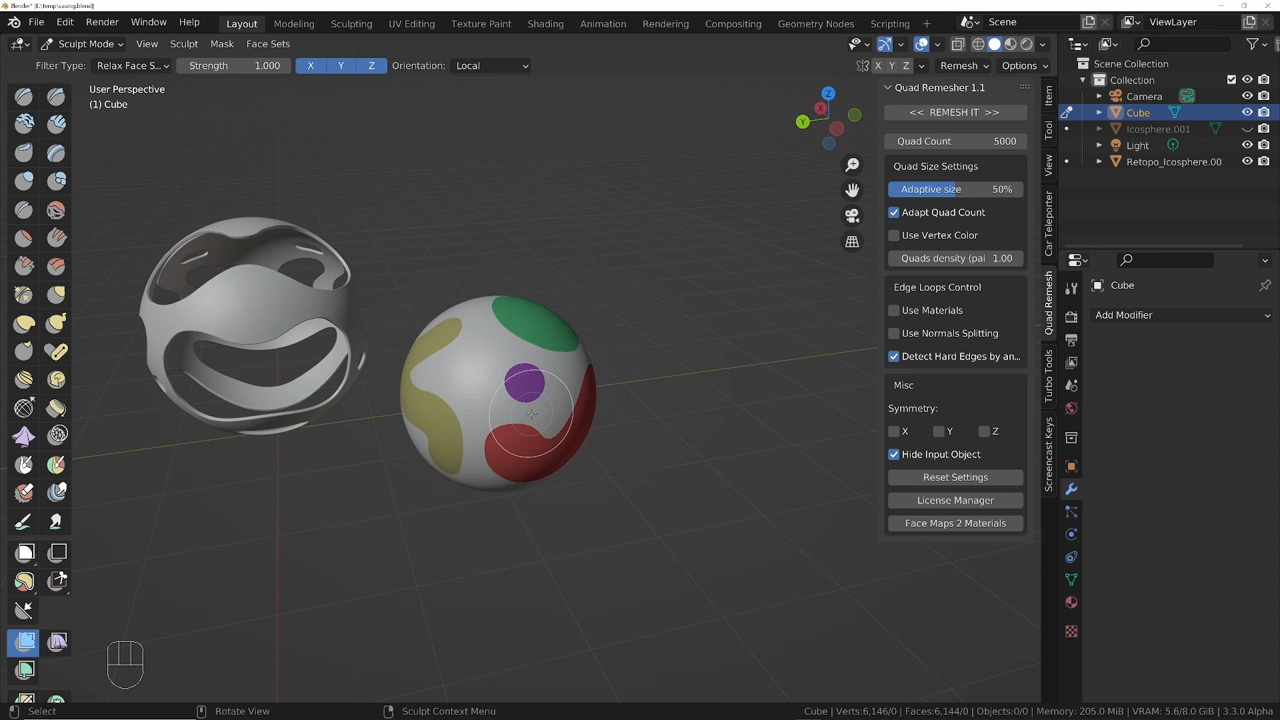 Blender* [E:\temp\casing.blend]
File Edit Render Window Help Layout Modeling Sculpting UV Editing Texture Paint Shading Animation Rendering Compositing Geometry Nodes Scripting + Scene ViewLayer
Sculpt Mode View Sculpt Mask Face Sets
Filter Type: Relax Face S... Strength 1.000 X Y Z Orientation: Local X Y Z Remesh Options
User Perspective
(1) Cube
X
Y
Z
Quad Remesher 1.1
<< REMESH IT >>
Quad Count 5000
Quad Size Settings
Adaptive size 50%
Adapt Quad Count
Use Vertex Color
Quads density (pai 1.00
Edge Loops Control
Use Materials
Use Normals Splitting
Detect Hard Edges by an...
Misc
Symmetry:
X Y Z
Hide Input Object
Reset Settings
License Manager
Face Maps 2 Materials
Item
Tool
View
Car Teleporter
Quad Remesh
Turbo Tools
Screencast Keys
Scene Collection
Collection
Camera
Cube
Icosphere.001
Light
Retopo_Icosphere.00
Cube
Add Modifier
Select Rotate View Sculpt Context Menu Cube | Verts:6,146/0 | Faces:6,144/0 | Objects:0/0 | Memory: 205.0 MiB | VRAM: 5.6/8.0 GiB | 3.3.0 Alpha